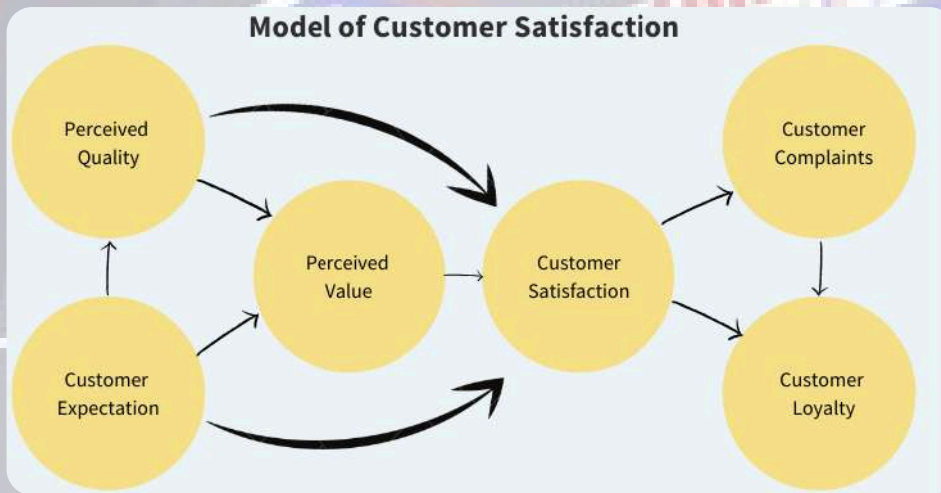 Model of Customer Satisfaction
Perceived
Quality
Customer
Expectation
Perceived
Value
Customer
Satisfaction
Customer
Complaints
Customer
Loyalty